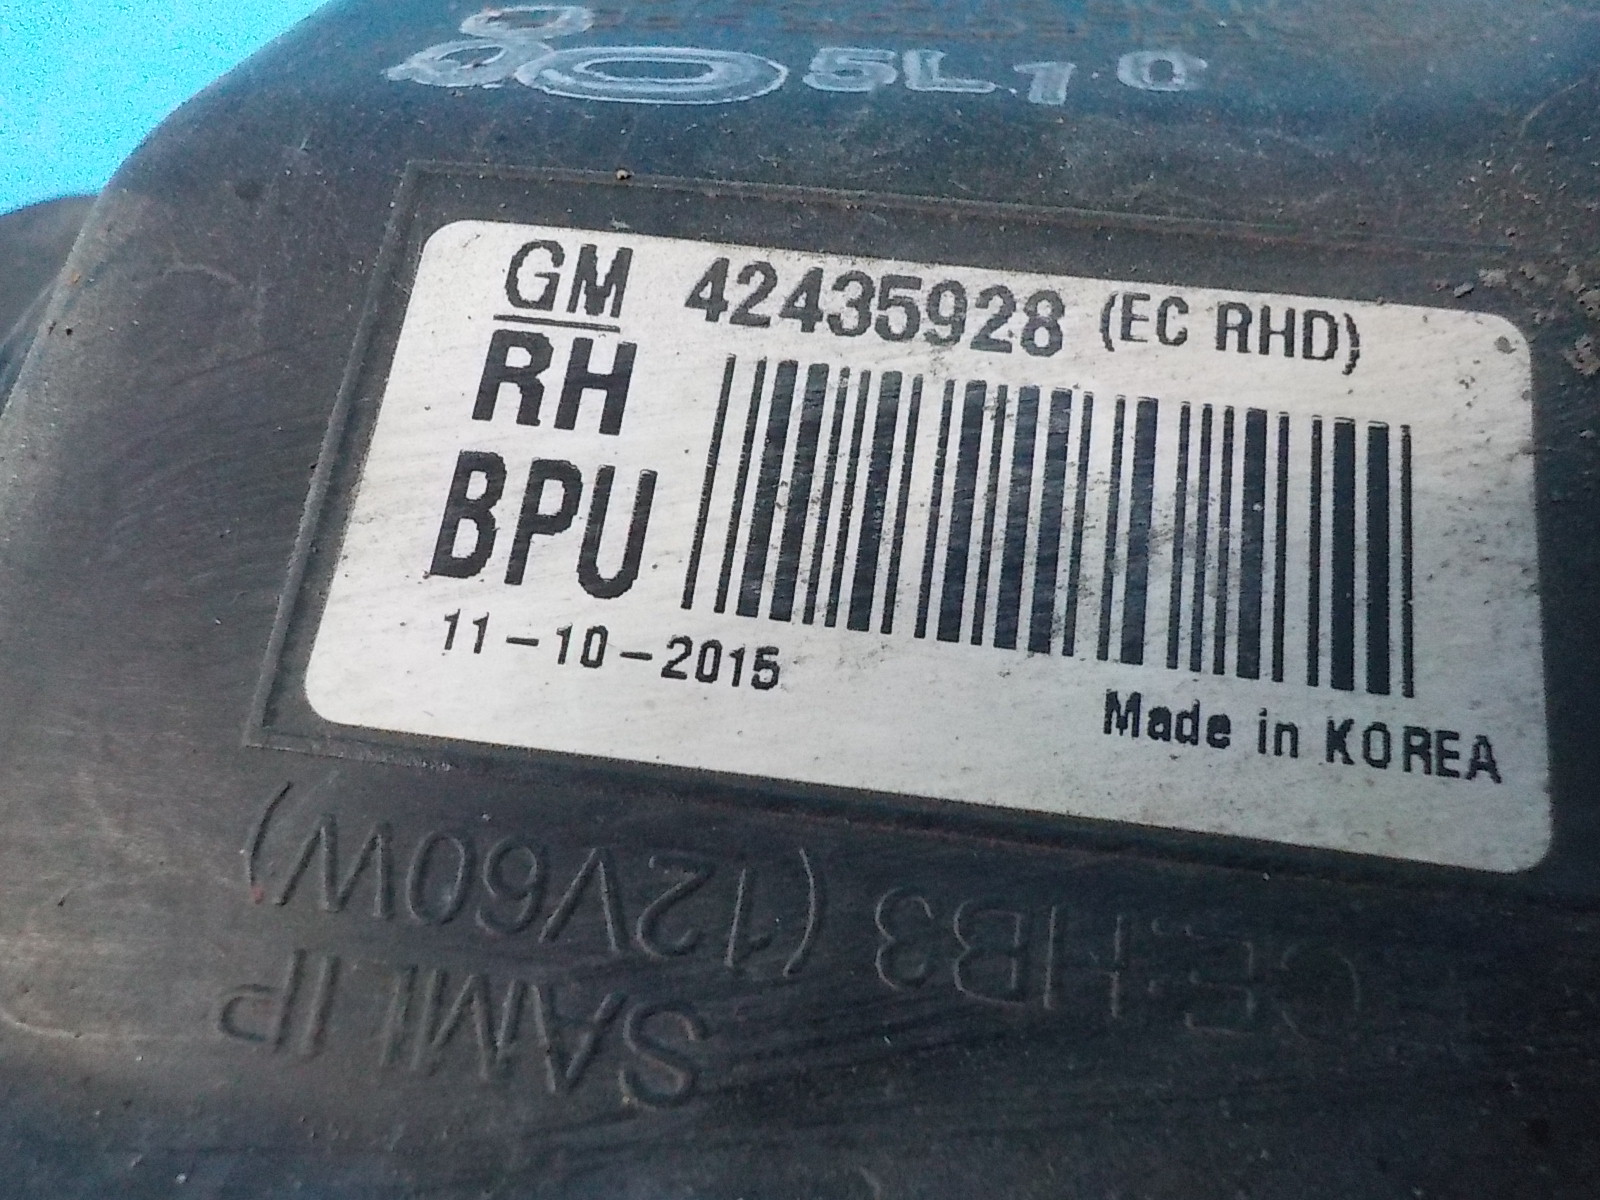 5L10
GM 42435928 (EC RHD)
RH
BPU
11-10-2015
Made in KOREA
HB3 (12V60W)
SAMLIP